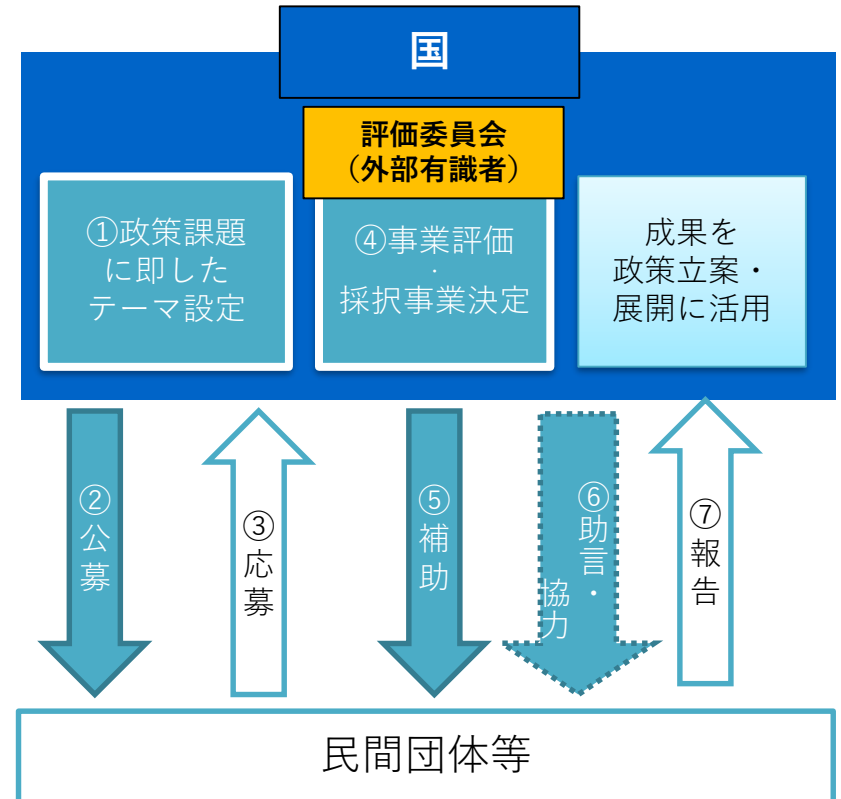 国
評価委員会
（外部有識者）
①政策課題
に即した
テーマ設定
④事業評価
・
採択事業決定
成果を
政策立案・
展開に活用
②公募
③応募
⑤補助
⑥助言・
協力
⑦報告
民間団体等